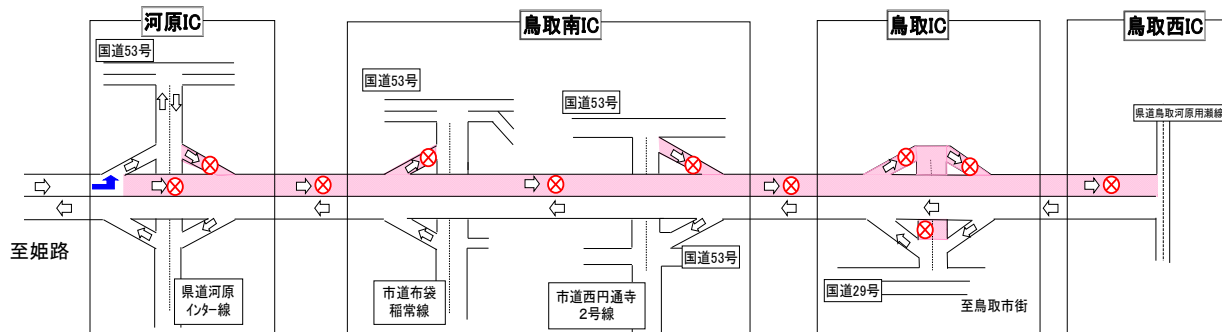 河原IC
鳥取南IC
鳥取IC
鳥取西IC
国道53号
国道53号
国道53号
県道鳥取河原用瀬線
至姫路
県道河原
インター線
市道布袋
稲常線
市道西円通寺
2号線
国道53号
国道29号
至鳥取市街